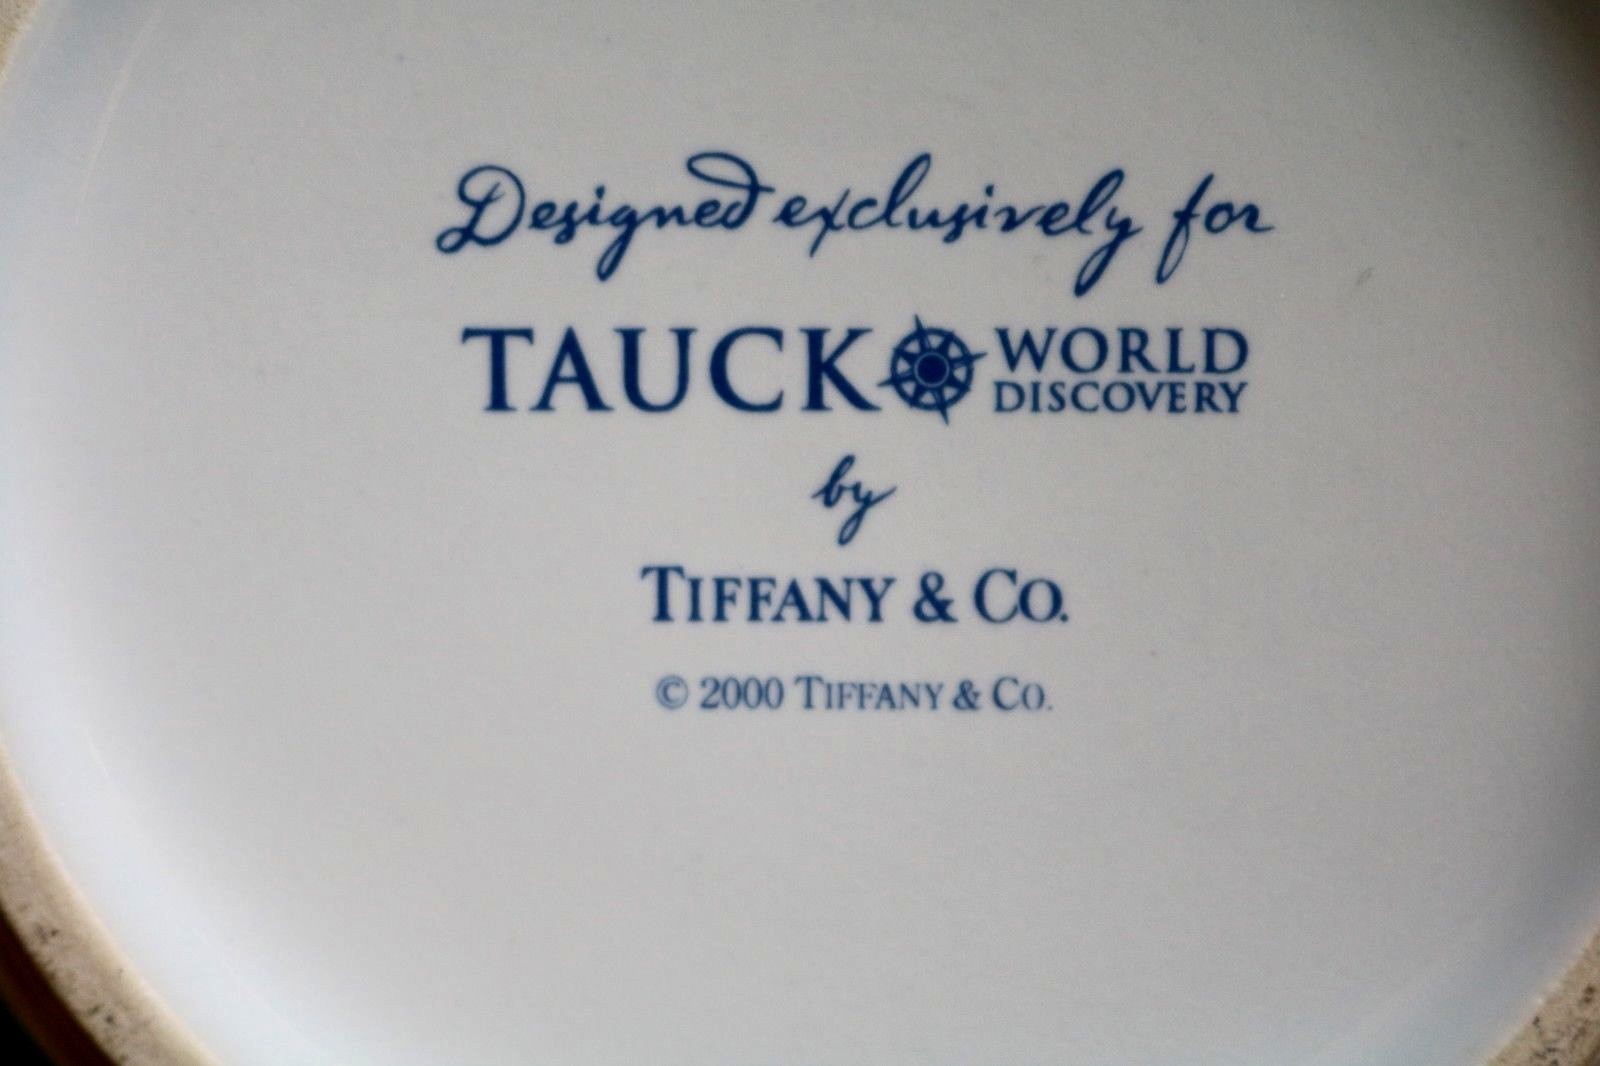 Designed exclusively for
TAUCK WORLD DISCOVERY
by
TIFFANY & CO.
© 2000 TIFFANY & CO.